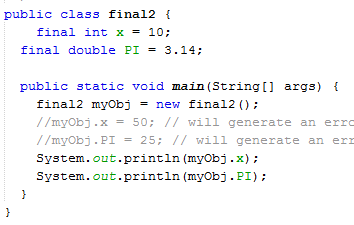 public class final2 {
final int x = 10;
final double PI = 3.14;
public static void main(String[] args) {
final2 myObj = new final2();
//myObj.x = 50; // will generate an erro
//myObj.PI = 25; // will generate an err
System.out.println(myObj.x);
System.out.println(myObj.PI);
}
}